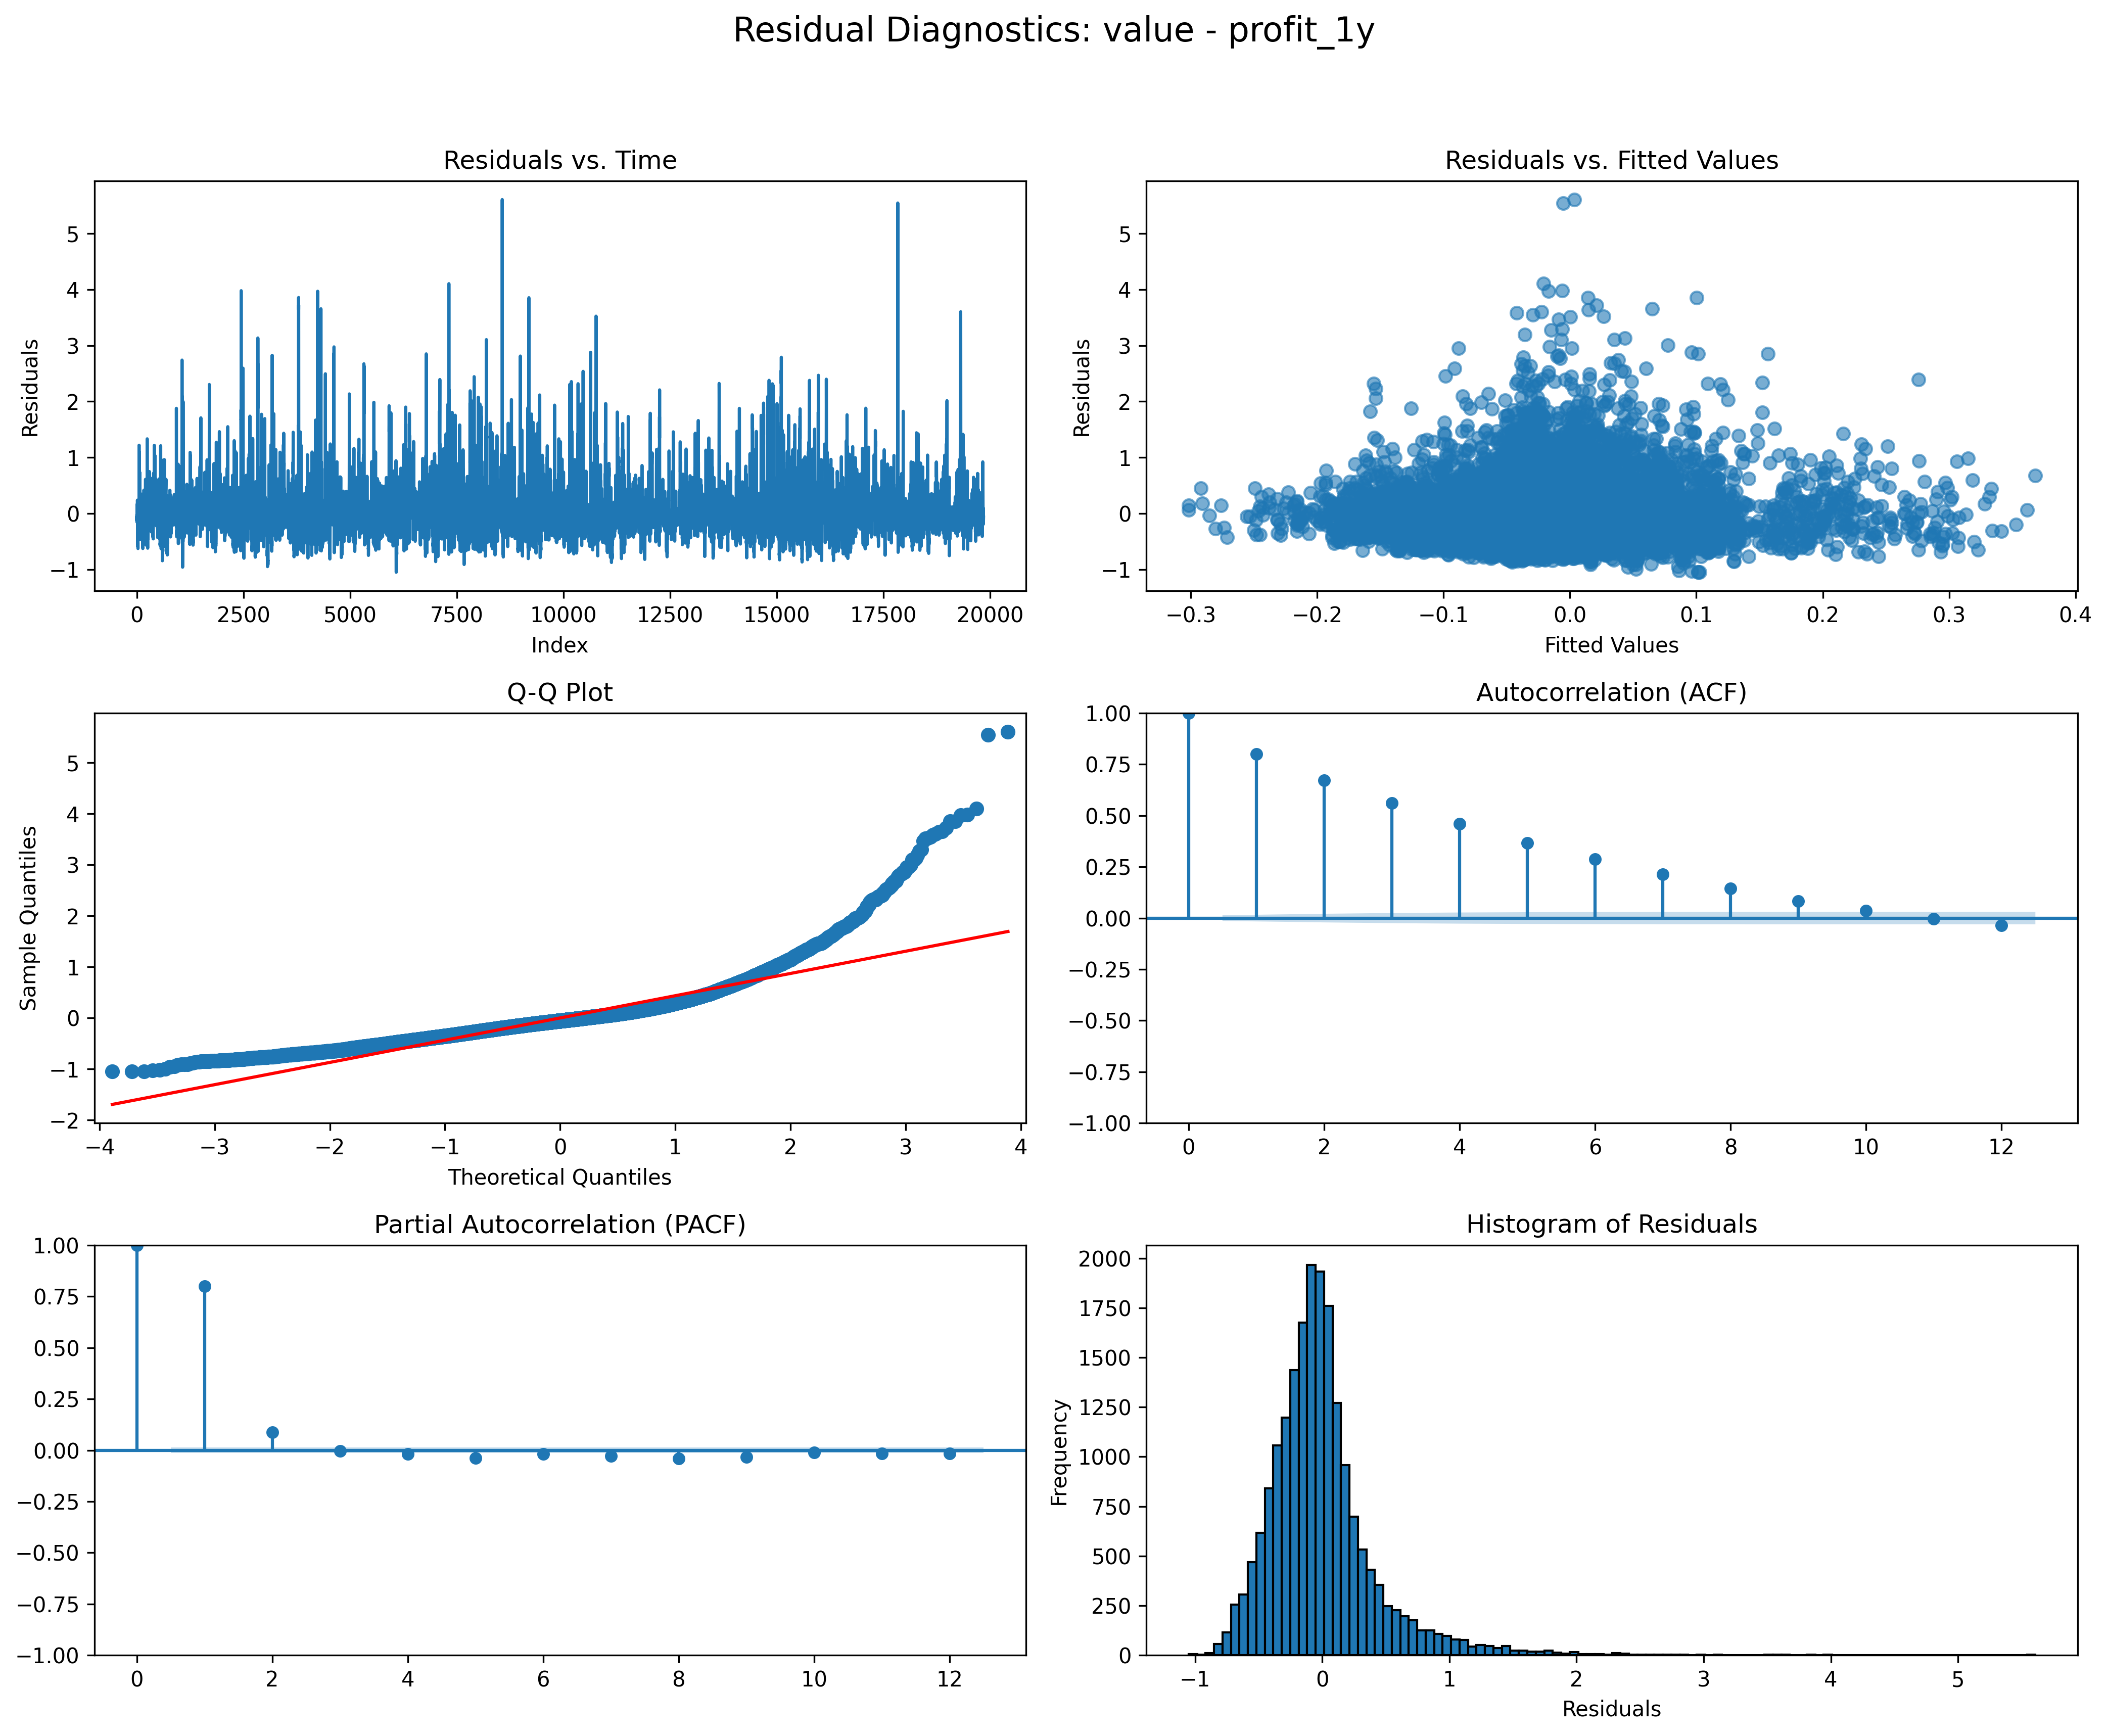 Residual Diagnostics: value - profit_1y
Residuals vs. Time
Residuals
5
4
3
2
1
0
−1
0 2500 5000 7500 10000 12500 15000 17500 20000
Index
Residuals vs. Fitted Values
Residuals
5
4
3
2
1
0
−1
−0.3 −0.2 −0.1 0.0 0.1 0.2 0.3 0.4
Fitted Values
Q-Q Plot
Sample Quantiles
5
4
3
2
1
0
−1
−2
−4 −3 −2 −1 0 1 2 3 4
Theoretical Quantiles
Autocorrelation (ACF)
1.00
0.75
0.50
0.25
0.00
−0.25
−0.50
−0.75
−1.00
0 2 4 6 8 10 12
Partial Autocorrelation (PACF)
1.00
0.75
0.50
0.25
0.00
−0.25
−0.50
−0.75
−1.00
0 2 4 6 8 10 12
Histogram of Residuals
Frequency
2000
1750
1500
1250
1000
750
500
250
0
−1 0 1 2 3 4 5
Residuals